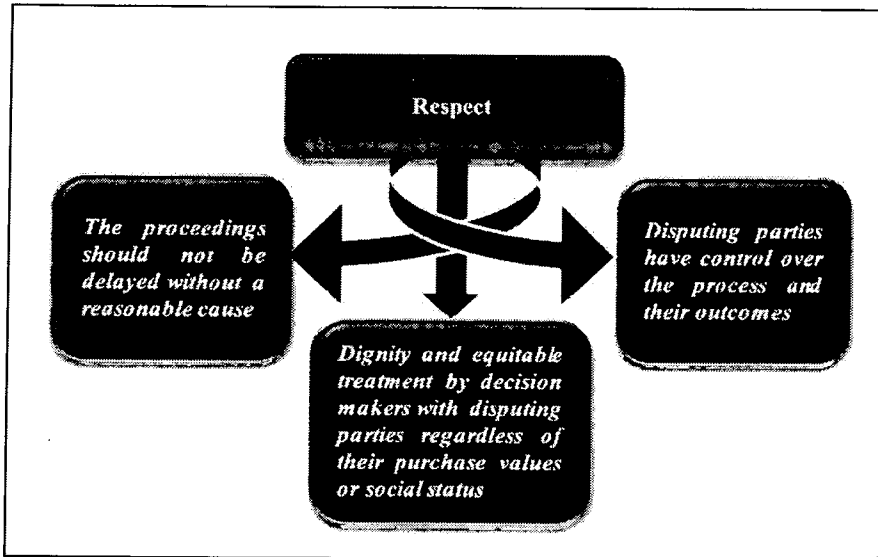 Respect
The proceedings
should not be
delayed without a
reasonable cause
Dignity and equitable
treatment by decision
makers with disputing
parties regardless of
their purchase values
or social status
Disputing parties
have control over
the process and
their outcomes